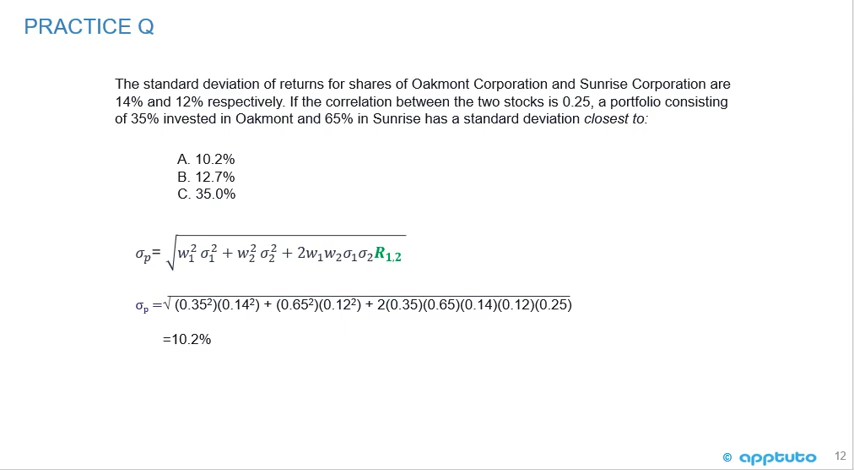 PRACTICE Q
The standard deviation of returns for shares of Oakmont Corporation and Sunrise Corporation are
14% and 12% respectively. If the correlation between the two stocks is 0.25, a portfolio consisting
of 35% invested in Oakmont and 65% in Sunrise has a standard deviation closest to:
A. 10.2%
B. 12.7%
C. 35.0%
σₚ= √w₁²σ₁² + w₂²σ₂² + 2w₁w₂σ₁σ₂R₁,₂
σₚ =√ (0.35²)(0.14²) + (0.65²)(0.12²) + 2(0.35)(0.65)(0.14)(0.12)(0.25)
=10.2%
© apptuto 12